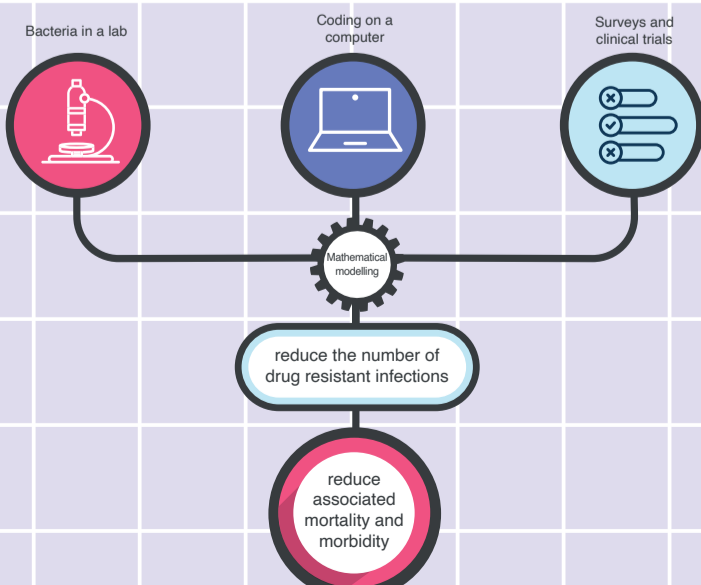 Bacteria in a lab
Coding on a
computer
Surveys and
clinical trials
Mathematical
modelling
reduce the number of
drug resistant infections
reduce
associated
mortality and
morbidity